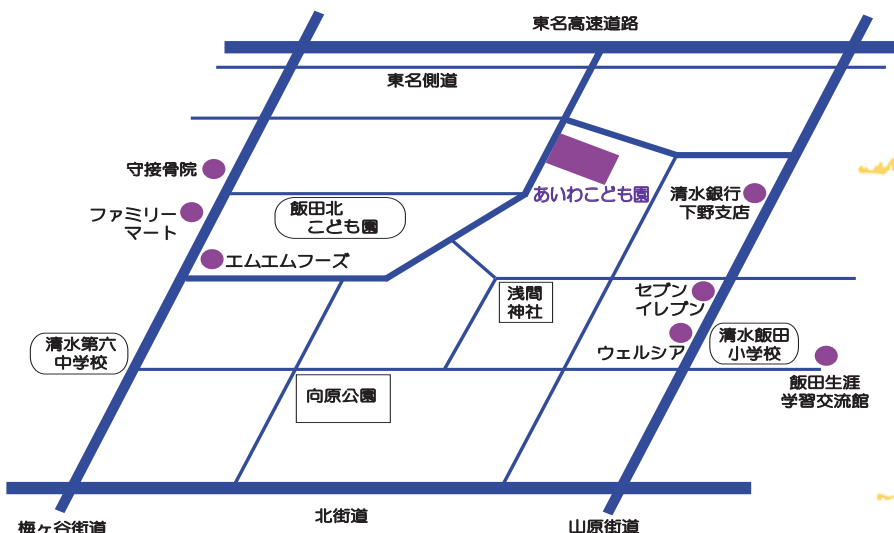 東名高速道路
東名側道
守接骨院
あいわこども園
清水銀行
下野支店
ファミリー
マート
飯田北
こども園
エムエムフーズ
浅間
神社
セブン
イレブン
清水第六
中学校
ウェルシア
清水飯田
小学校
向原公園
飯田生涯
学習交流館
梅ヶ谷街道
北街道
山原街道